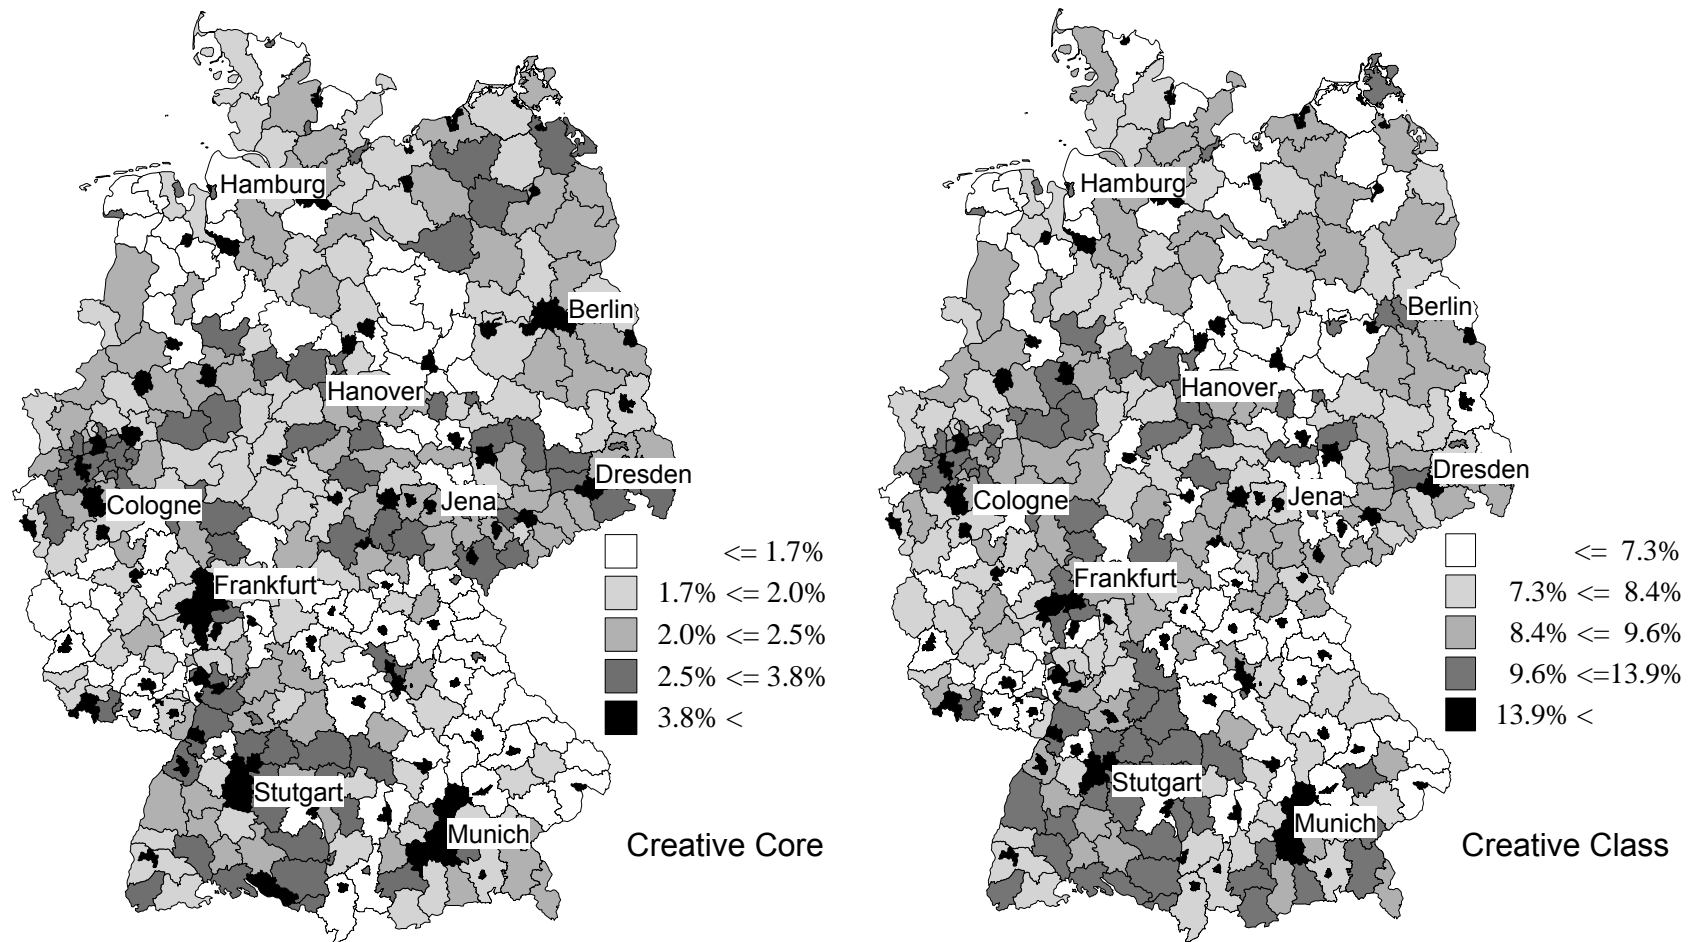 Hamburg
Berlin
Hanover
Dresden
Cologne
Jena
Frankfurt
Stutgart
Munich
<= 1.7%
1.7% <= 2.0%
2.0% <= 2.5%
2.5% <= 3.8%
3.8% <
Creative Core
Hamburg
Berlin
Hanover
Dresden
Cologne
Jena
Frankfurt
Stutgart
Munich
<= 7.3%
7.3% <= 8.4%
8.4% <= 9.6%
9.6% <=13.9%
13.9% <
Creative Class